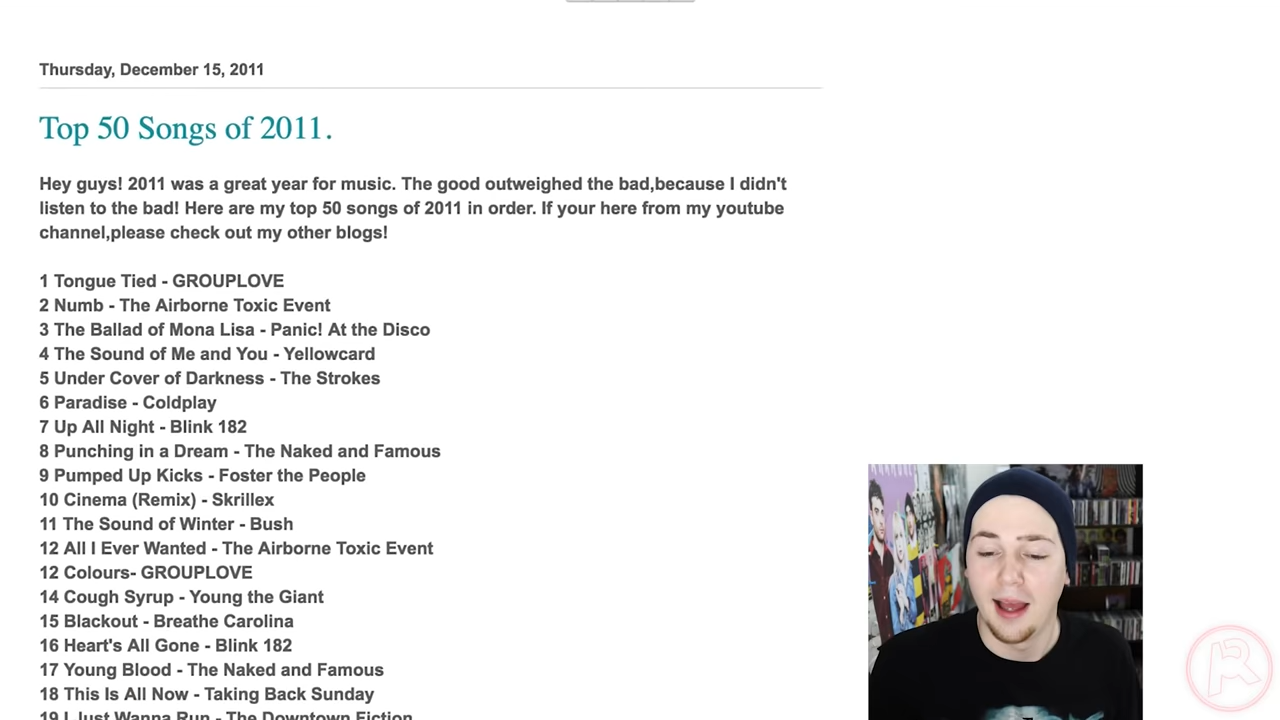 Thursday, December 15, 2011
Top 50 Songs of 2011.
Hey guys! 2011 was a great year for music. The good outweighed the bad,because I didn't
listen to the bad! Here are my top 50 songs of 2011 in order. If your here from my youtube
channel,please check out my other blogs!
1 Tongue Tied - GROUPLOVE
2 Numb - The Airborne Toxic Event
3 The Ballad of Mona Lisa - Panic! At the Disco
4 The Sound of Me and You - Yellowcard
5 Under Cover of Darkness - The Strokes
6 Paradise - Coldplay
7 Up All Night - Blink 182
8 Punching in a Dream - The Naked and Famous
9 Pumped Up Kicks - Foster the People
10 Cinema (Remix) - Skrillex
11 The Sound of Winter - Bush
12 All I Ever Wanted - The Airborne Toxic Event
12 Colours- GROUPLOVE
14 Cough Syrup - Young the Giant
15 Blackout - Breathe Carolina
16 Heart's All Gone - Blink 182
17 Young Blood - The Naked and Famous
18 This Is All Now - Taking Back Sunday
19 I Just Wanna Run - The Downtown Fiction